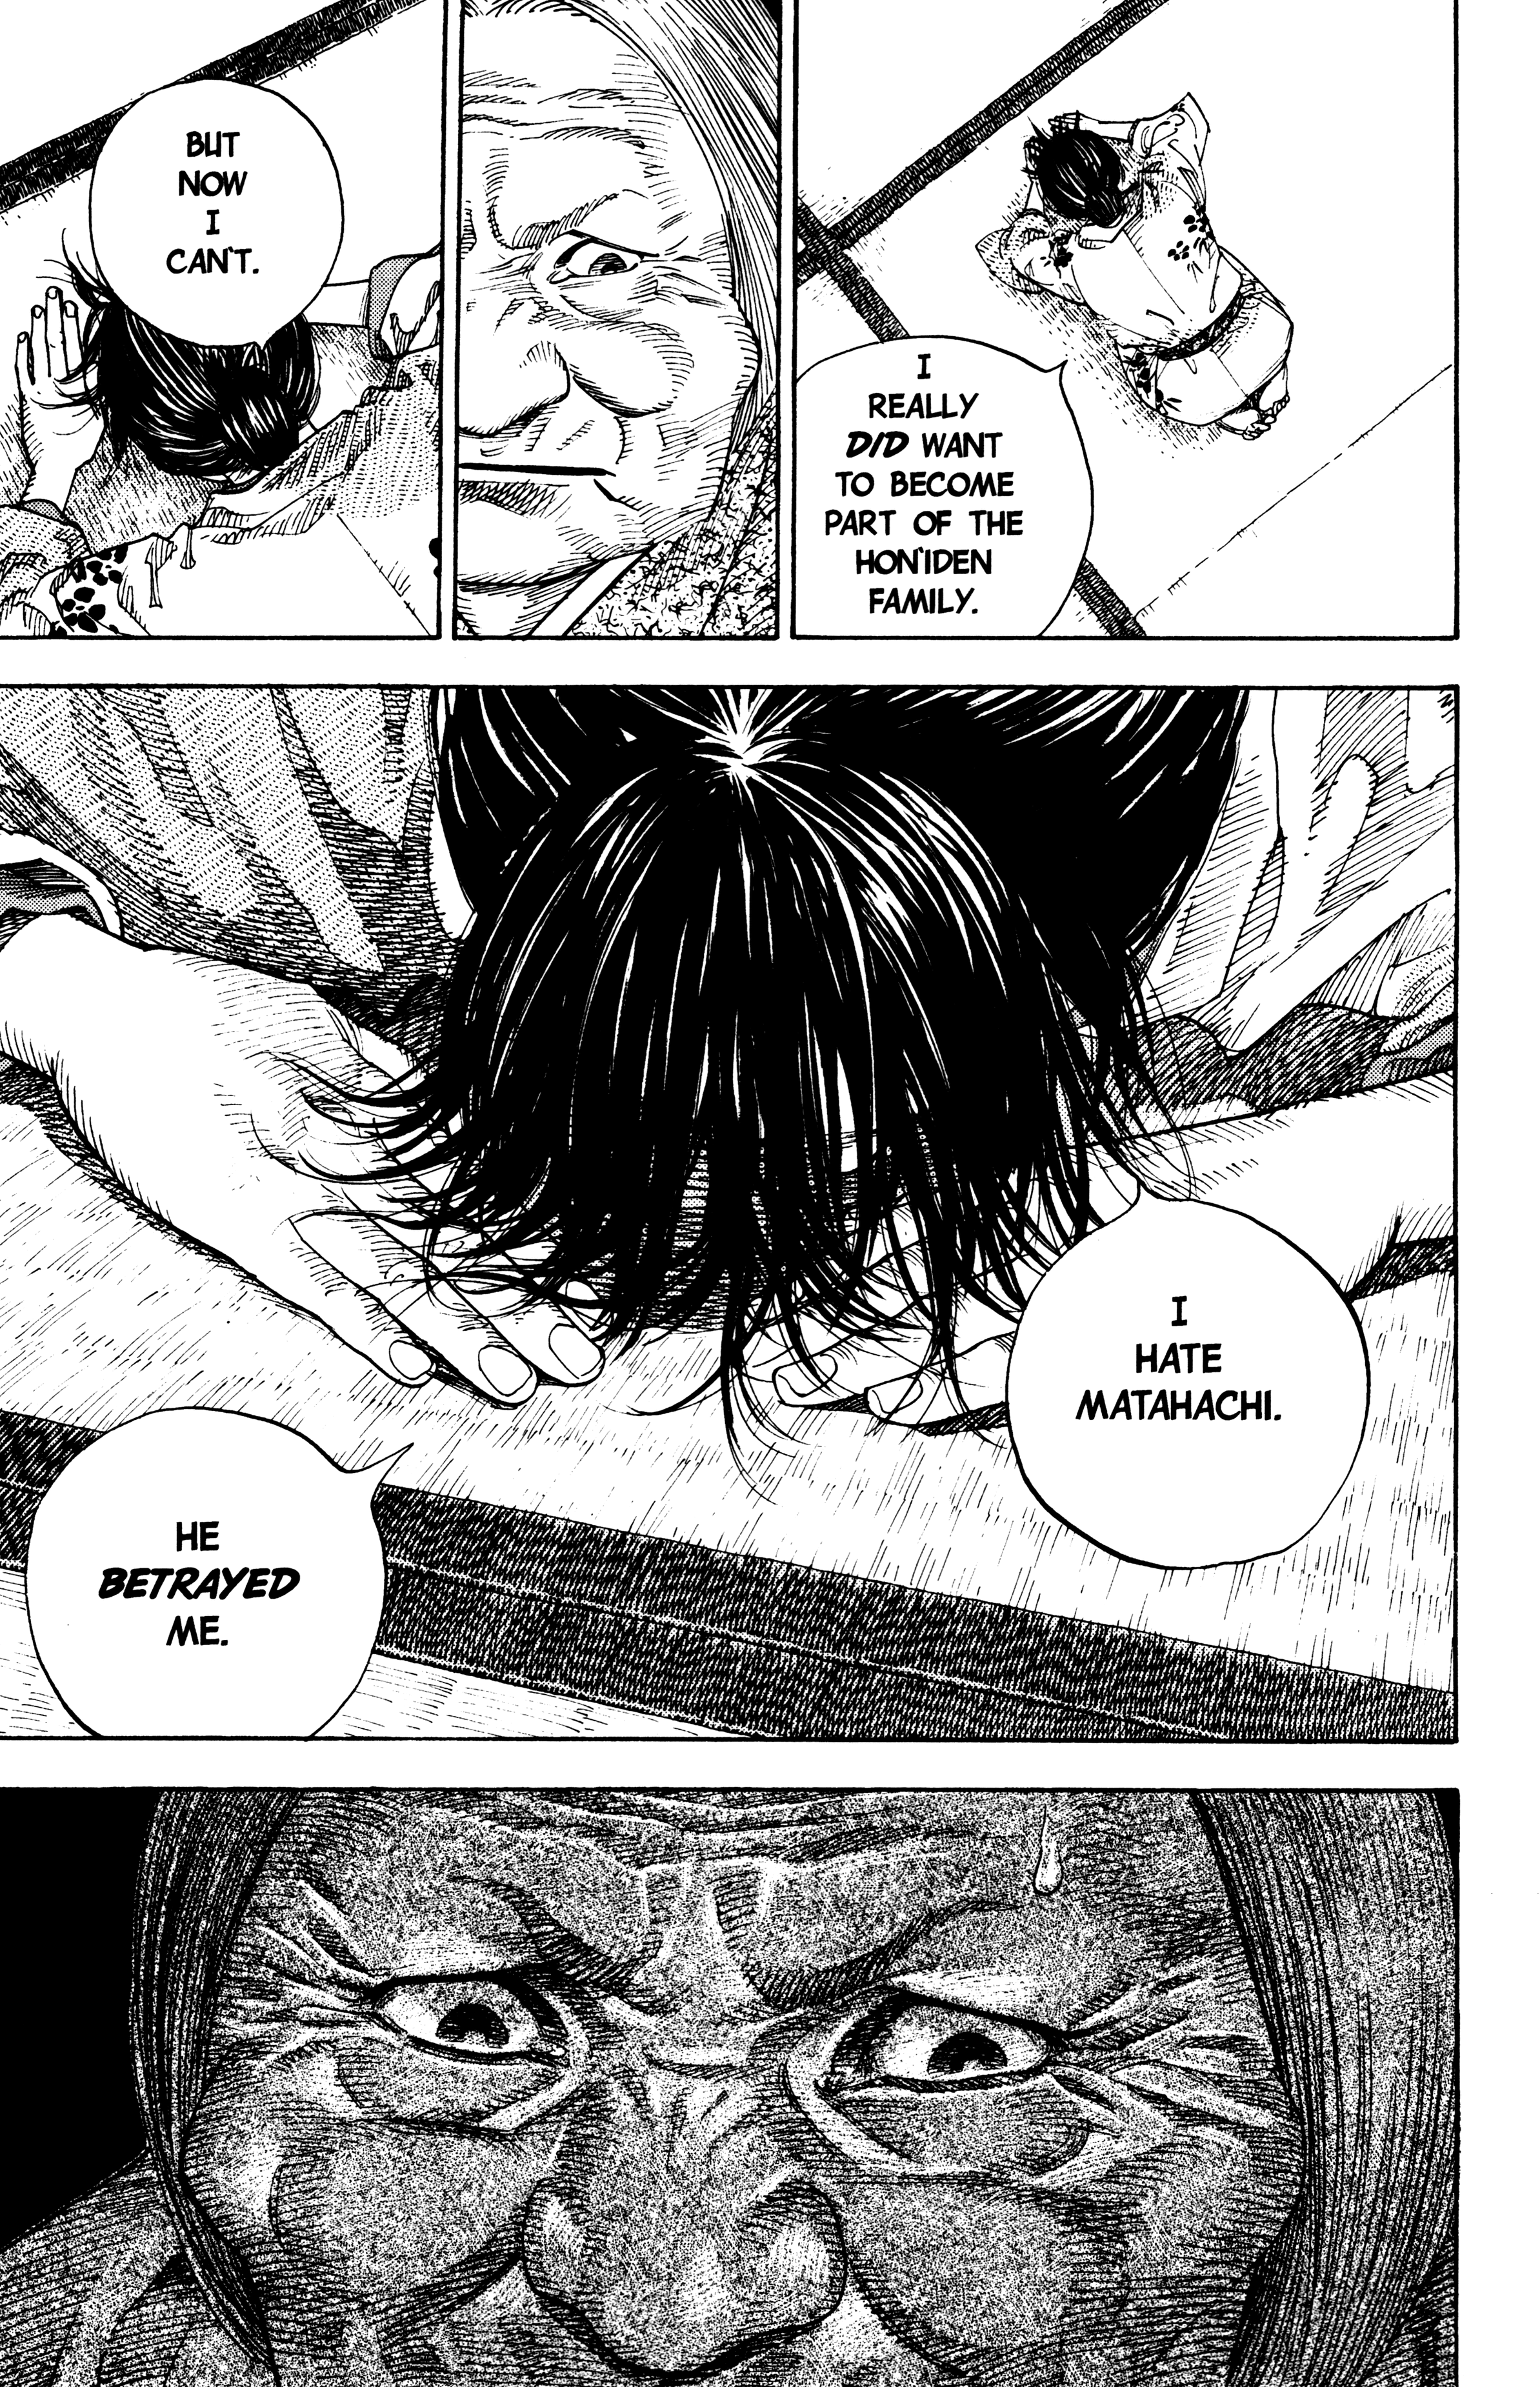 I
REALLY
DID WANT
TO BECOME
PART OF THE
HON'IDEN
FAMILY.
BUT
NOW
I
CAN'T.
I
HATE
MATAHACHI.
HE
BETRAYED
ME.